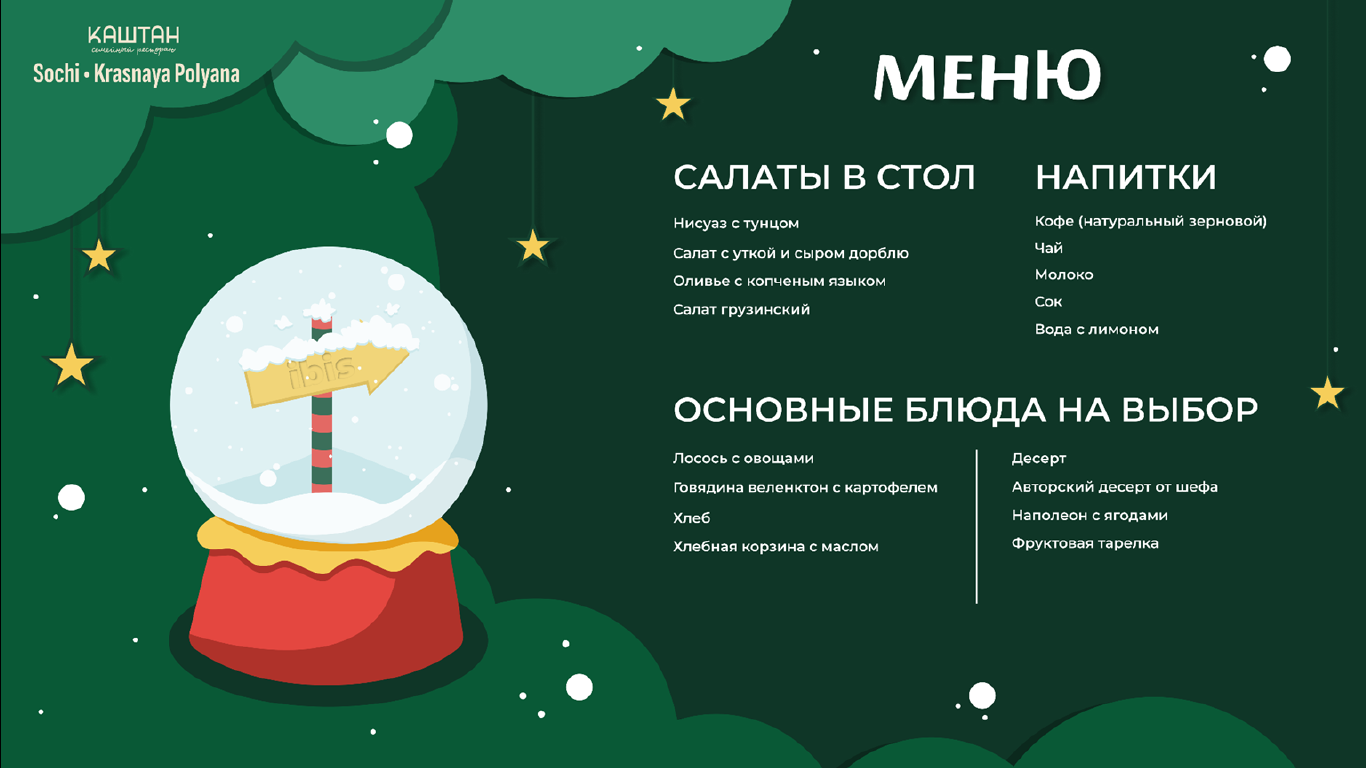 КАШТАН
семейный ресторан
Sochi • Krasnaya Polyana
МЕНЮ
САЛАТЫ В СТОЛ
Нисуаз с тунцом
Салат с уткой и сыром дорблю
Оливье с копченым языком
Салат грузинский
НАПИТКИ
Кофе (натуральный зерновой)
Чай
Молоко
Сок
Вода с лимоном
ibis
ОСНОВНЫЕ БЛЮДА НА ВЫБОР
Лосось с овощами
Говядина веленктон с картофелем
Хлеб
Хлебная корзина с маслом
Десерт
Авторский десерт от шефа
Наполеон с ягодами
Фруктовая тарелка